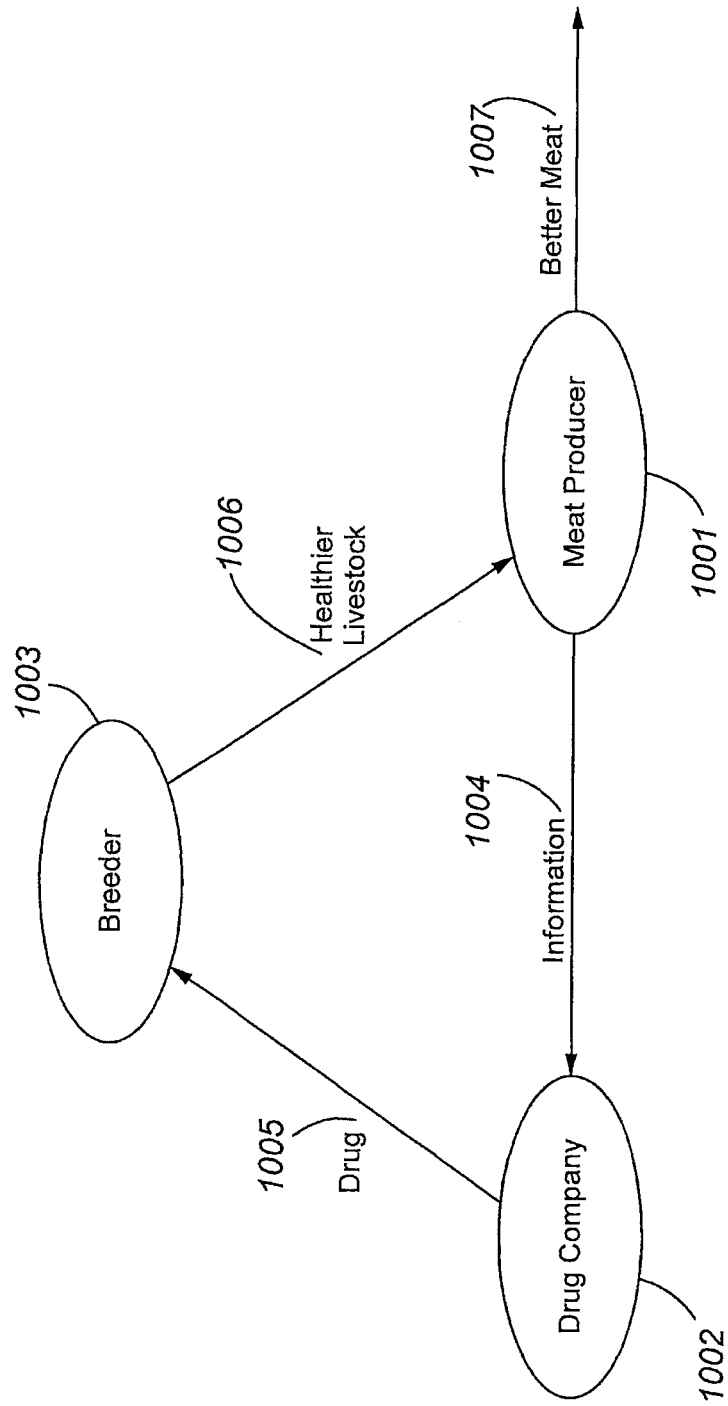 1003
Breeder
1006
Healthier
Livestock
1005
Drug
1007
Better Meat
1004
Information
Drug Company
Meat Producer
1002
1001